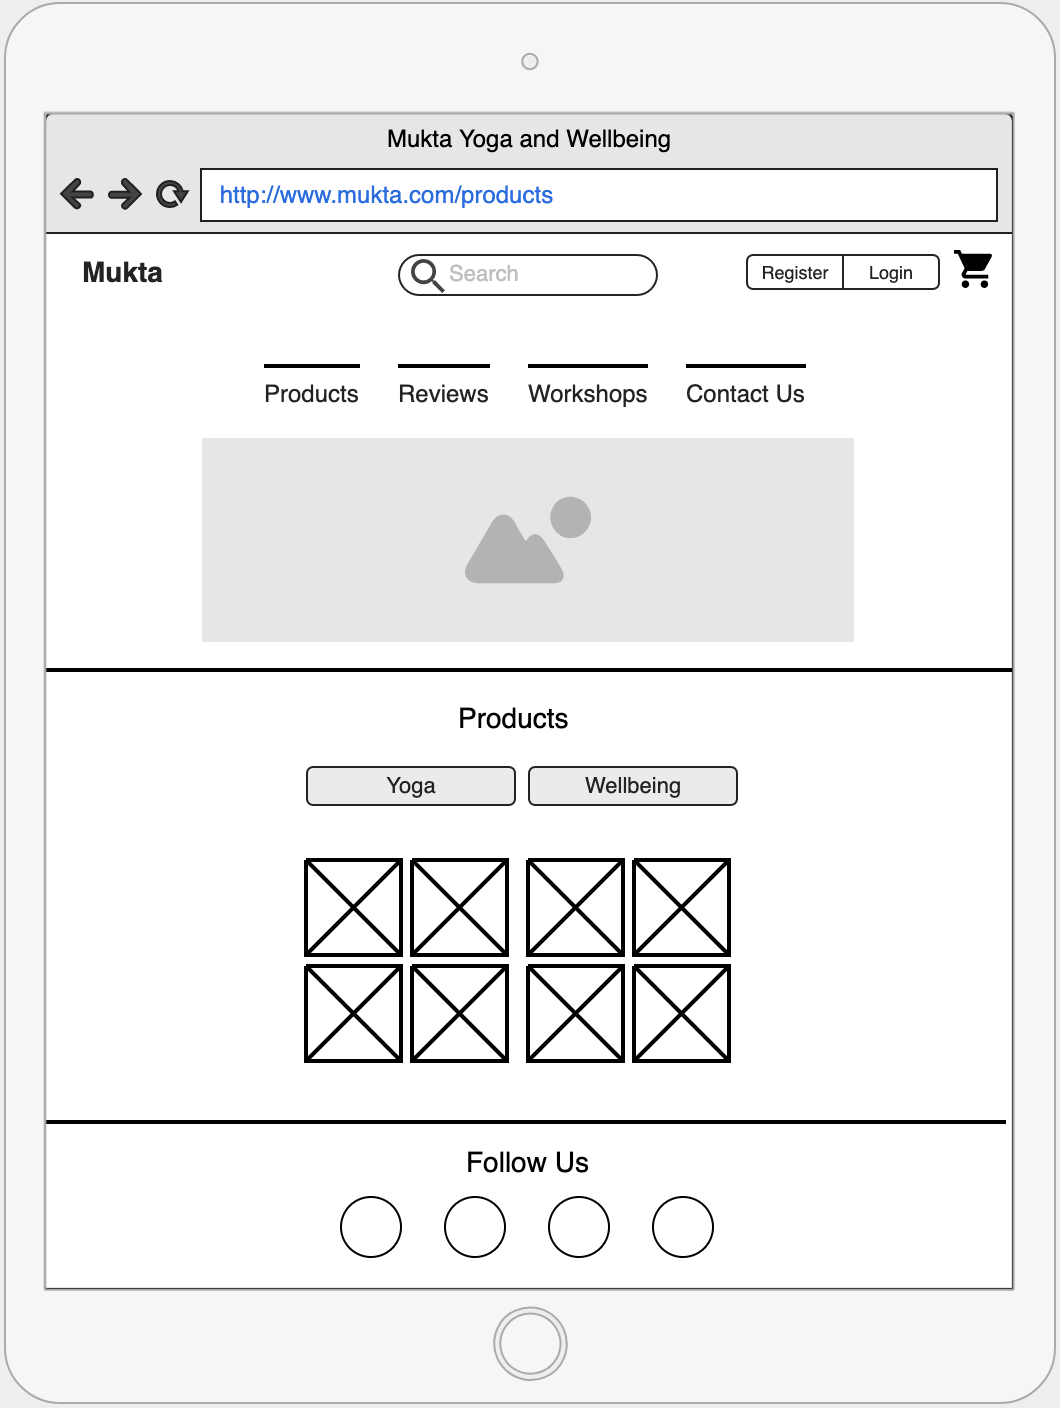 Mukta Yoga and Wellbeing
http://www.mukta.com/products
Mukta
Search
Register
Login
Products
Reviews
Workshops
Contact Us
Products
Yoga
Wellbeing
Follow Us